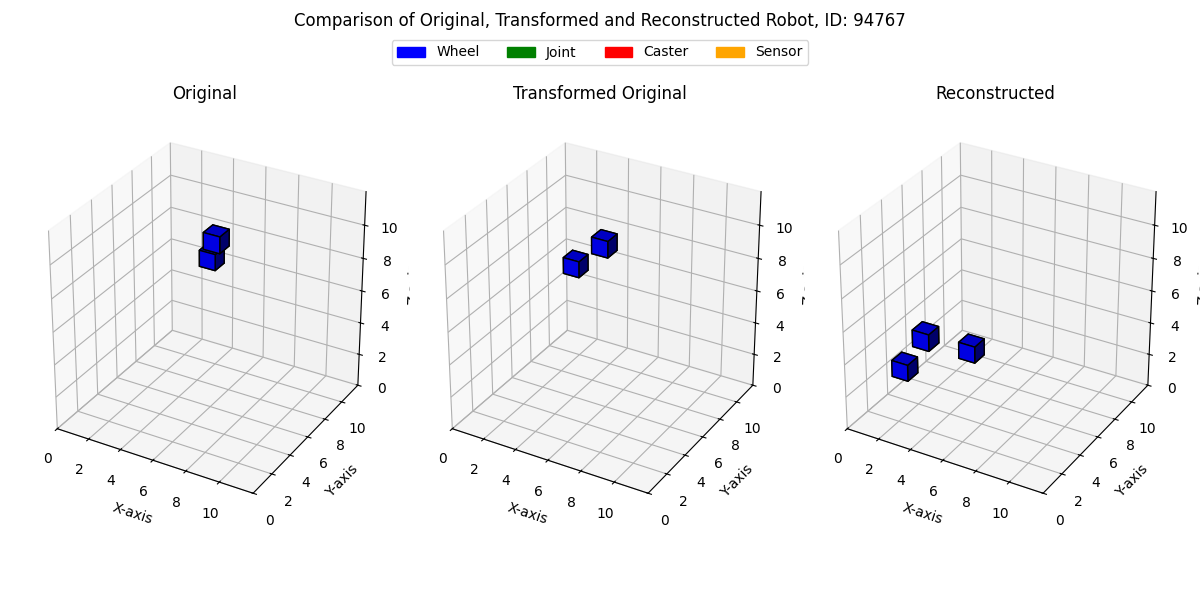 Comparison of Original, Transformed and Reconstructed Robot, ID: 94767
Wheel Joint Caster Sensor
Original Transformed Original Reconstructed
10 10 10
8 8 8
6 6 6
4 4 4
2 2 2
0 0 0
10 10 10
8 8 8
6 6 6
4 4 4
2 2 2
0 0 0
0 2 4 6 8 10 0 2 4 6 8 10 0 2 4 6 8 10
X-axis Y-axis X-axis Y-axis X-axis Y-axis